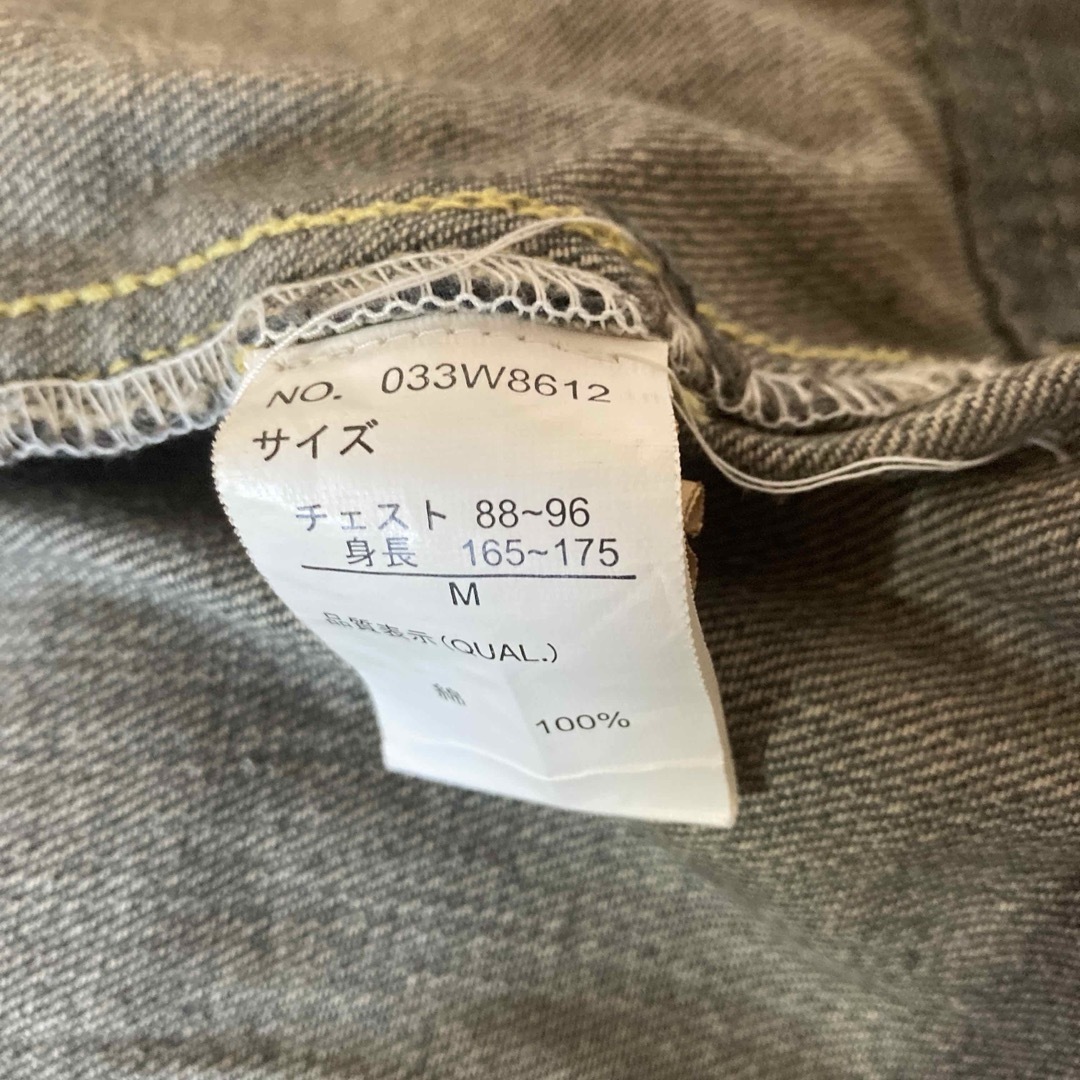 NO. 033W8612
サイズ
チェスト 88~96
身長 165~175
M
品質表示(QUAL.)
綿 100%